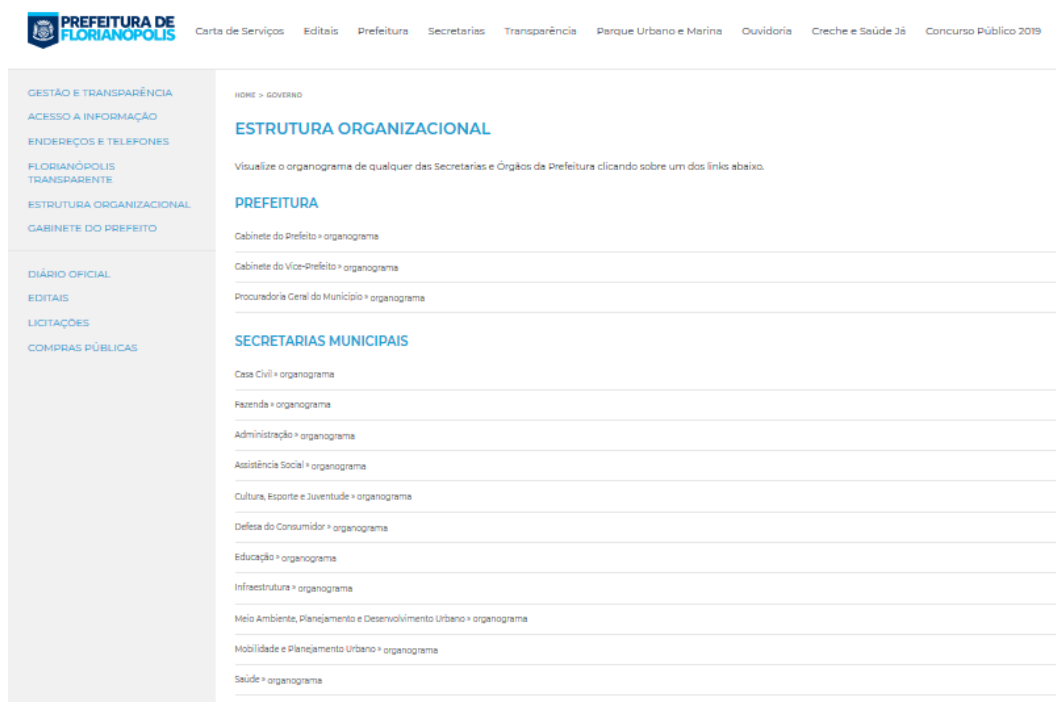 PREFEITURA DE
FLORIANÓPOLIS
Carta de Serviços Editais Prefeitura Secretarias Transparência Parque Urbano e Marina Ouvidoria Creche e Saúde Já Concurso Público 2019
GESTÃO E TRANSPARÊNCIA
ACESSO A INFORMAÇÃO
ENDEREÇOS E TELEFONES
FLORIANÓPOLIS
TRANSPARENTE
ESTRUTURA ORGANIZACIONAL
GABINETE DO PREFEITO
DIÁRIO OFICIAL
EDITAIS
LICITAÇÕES
COMPRAS PÚBLICAS
HOME > GOVERNO
ESTRUTURA ORGANIZACIONAL
Visualize o organograma de qualquer das Secretarias e Órgãos da Prefeitura clicando sobre um dos links abaixo.
PREFEITURA
Gabinete do Prefeito » organograma
Gabinete do Vice-Prefeito » organograma
Procuradoria Geral do Município » organograma
SECRETARIAS MUNICIPAIS
Casa Civil » organograma
Fazenda » organograma
Administração » organograma
Assistência Social » organograma
Cultura, Esporte e Juventude » organograma
Defesa do Consumidor » organograma
Educação » organograma
Infraestrutura » organograma
Meio Ambiente, Planejamento e Desenvolvimento Urbano » organograma
Mobilidade e Planejamento Urbano » organograma
Saúde » organograma